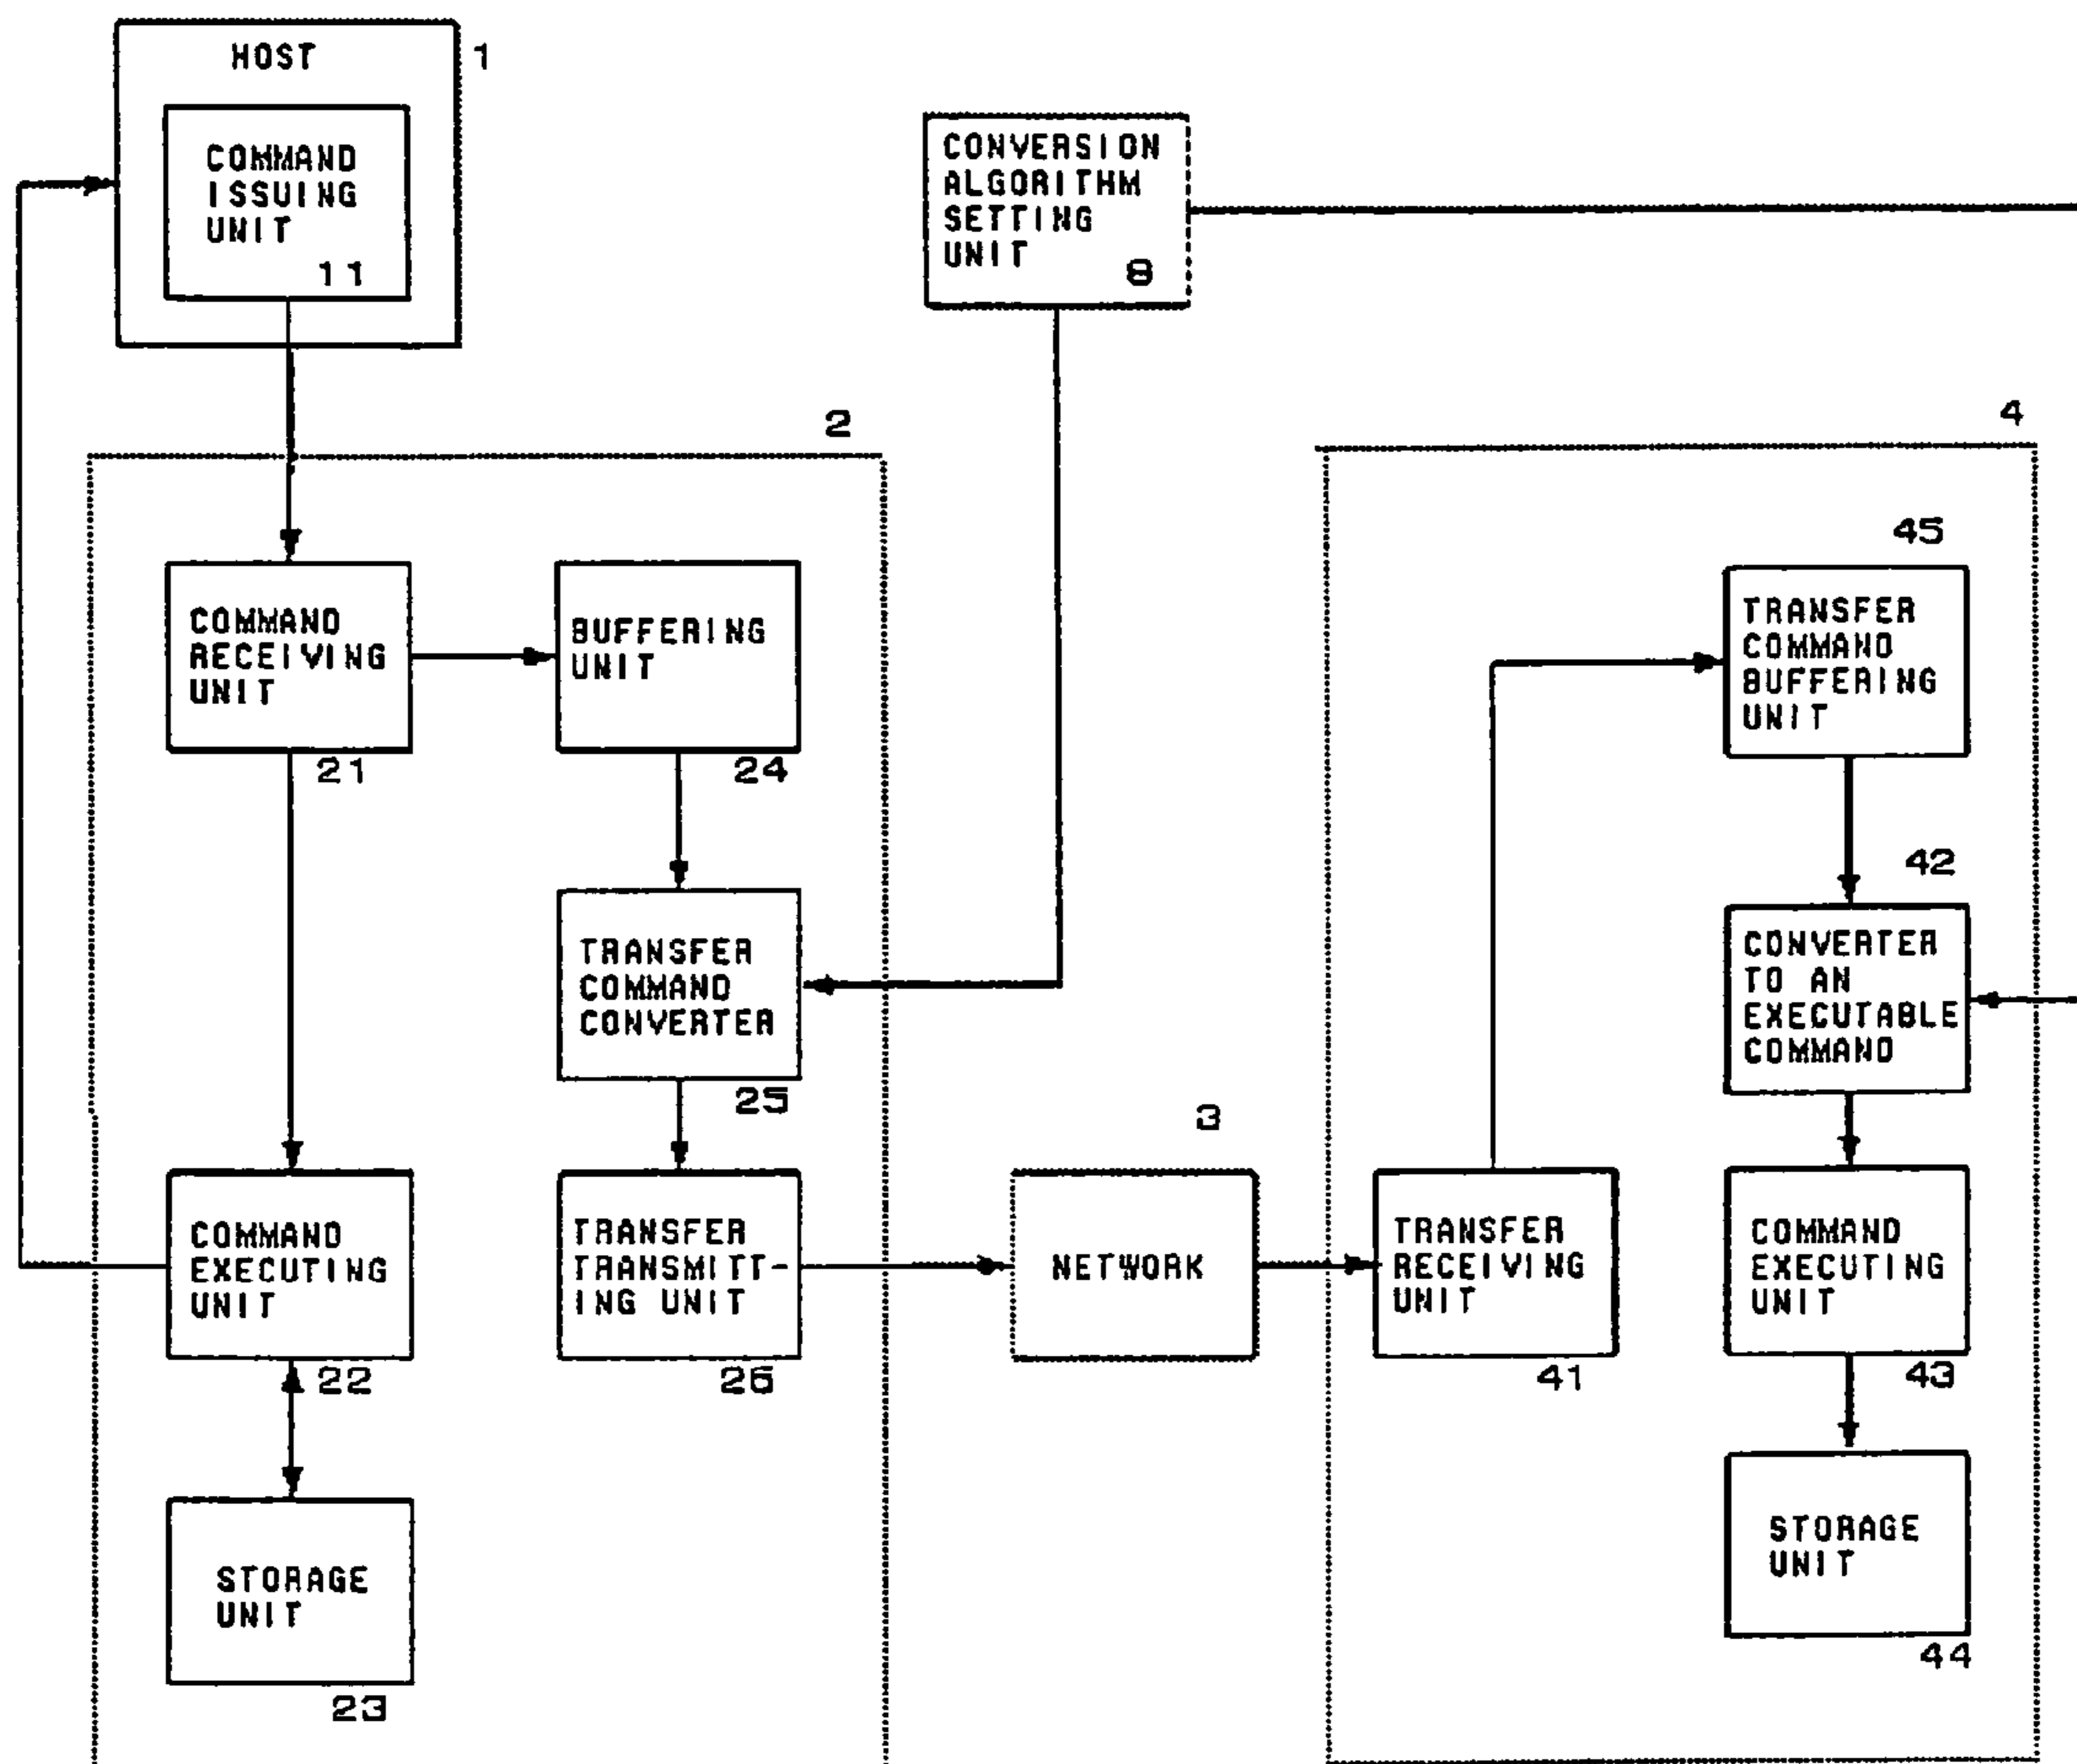 HOST
1
COMMAND
ISSUING
UNIT
11
CONVERSION
ALGORITHM
SETTING
UNIT
8
2
4
COMMAND
RECEIVING
UNIT
21
BUFFERING
UNIT
24
45
TRANSFER
COMMAND
BUFFERING
UNIT
TRANSFER
COMMAND
CONVERTER
25
42
CONVERTER
TO AN
EXECUTABLE
COMMAND
COMMAND
EXECUTING
UNIT
22
TRANSFER
TRANSMITT-
ING UNIT
26
3
NETWORK
TRANSFER
RECEIVING
UNIT
41
COMMAND
EXECUTING
UNIT
43
STORAGE
UNIT
23
STORAGE
UNIT
44